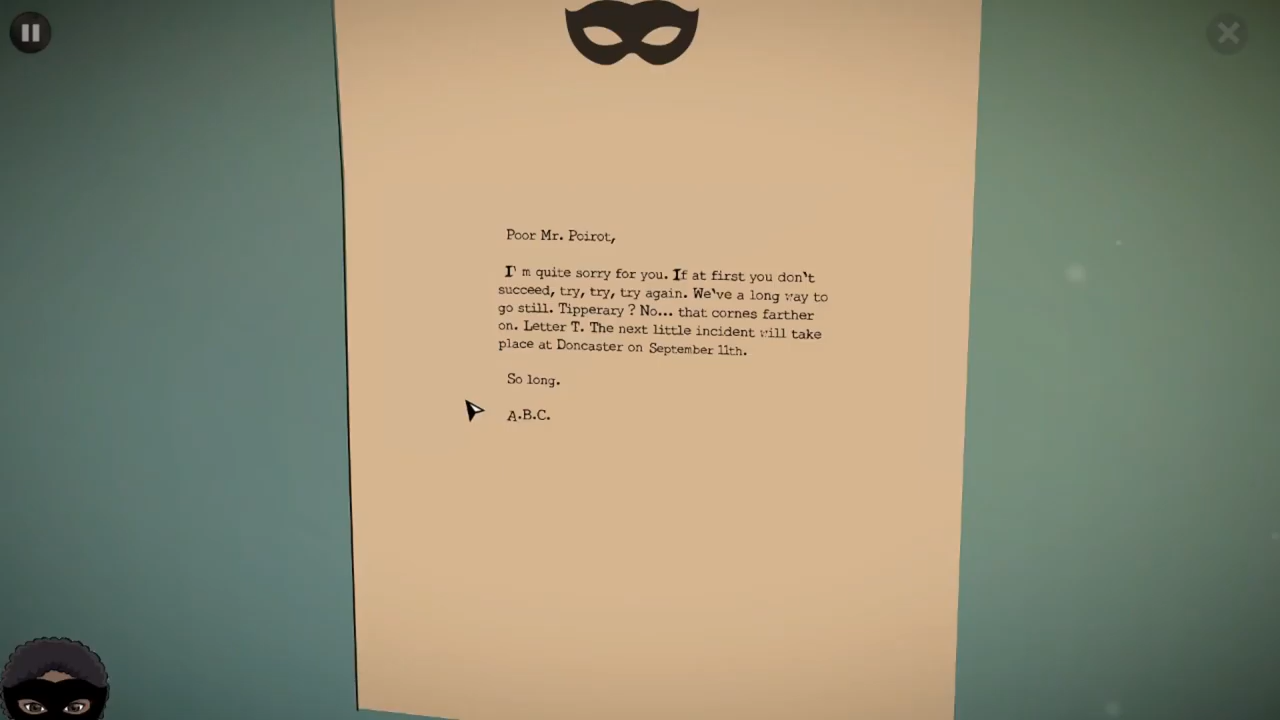 Poor Mr. Poirot,
I' m quite sorry for you. If at first you don't
succeed, try, try, try again. We've a long way to
go still. Tipperary ? No... that cornes farther
on. Letter T. The next little incident will take
place at Doncaster on September 11th.
So long.
A.B.C.